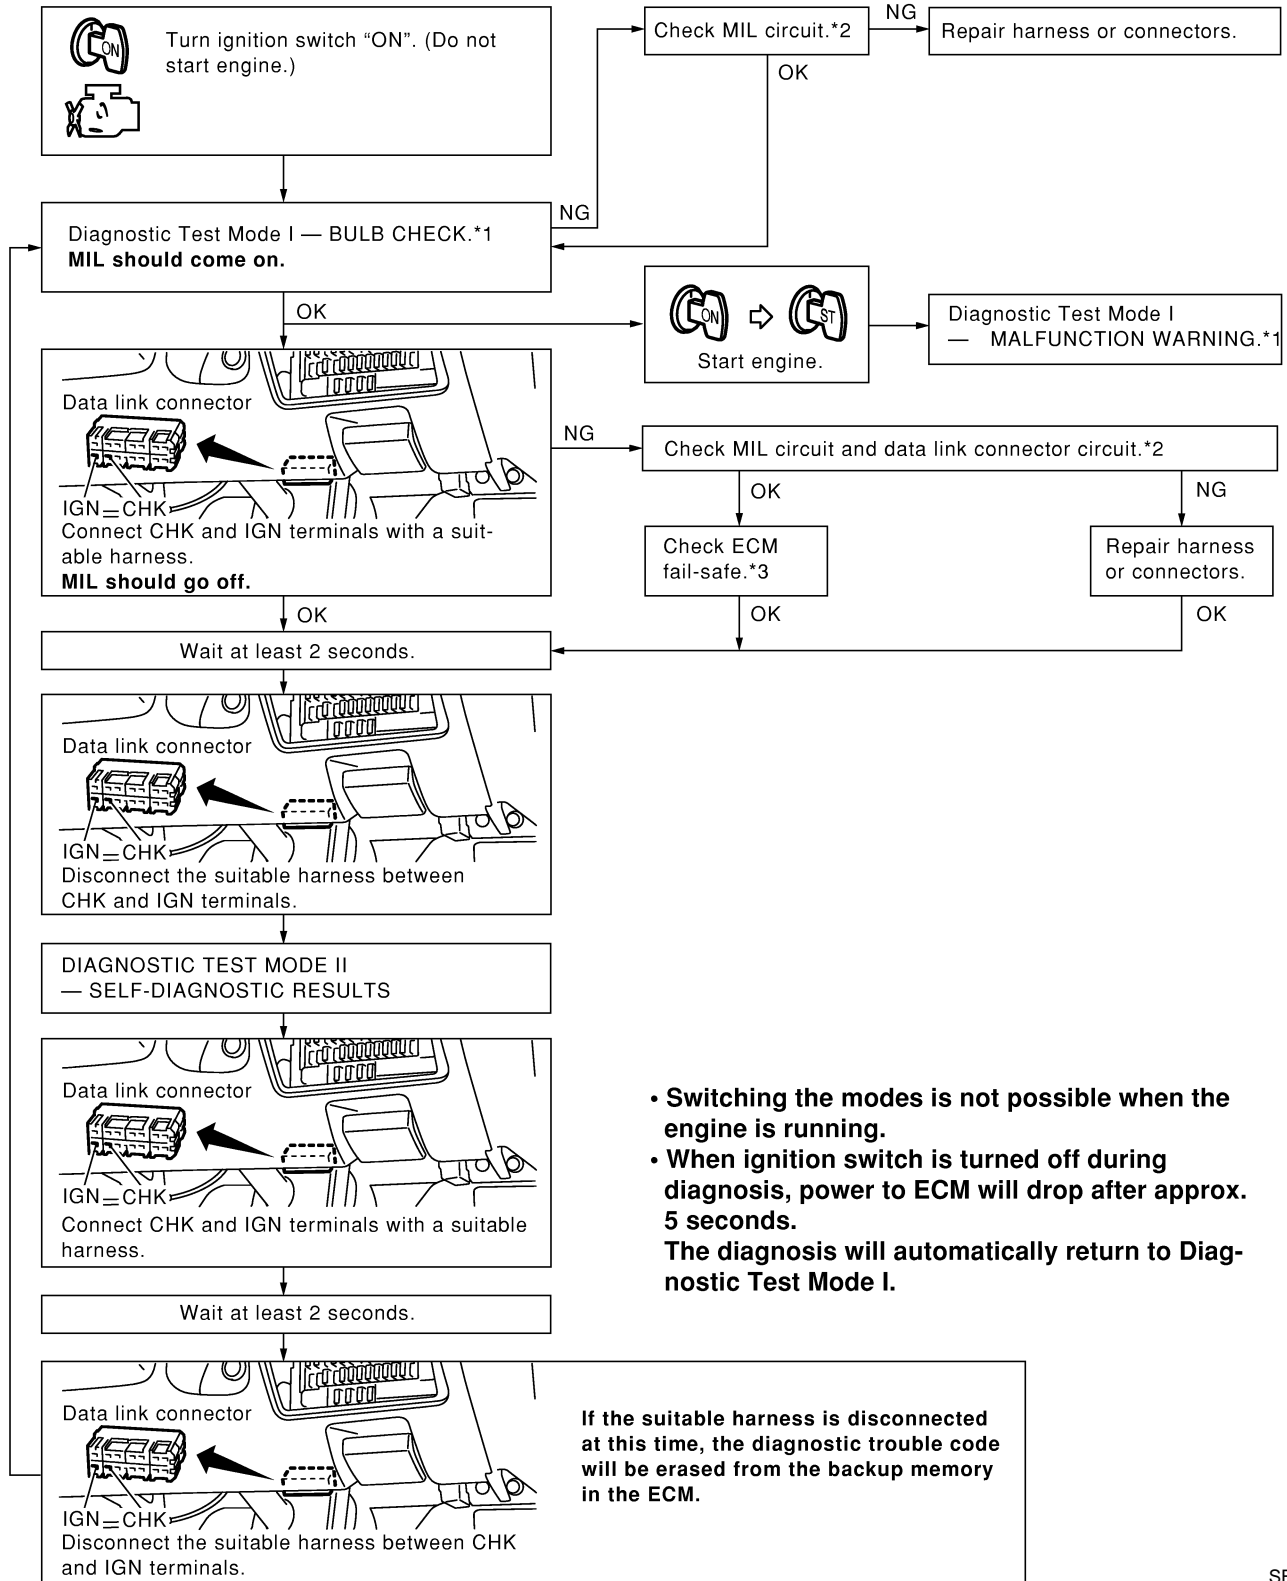 ON
Turn ignition switch “ON”. (Do not
start engine.)
Check MIL circuit.*2
NG
Repair harness or connectors.
OK
NG
Diagnostic Test Mode I — BULB CHECK.*1
MIL should come on.
OK
ON
ST
Start engine.
Diagnostic Test Mode I
— MALFUNCTION WARNING.*1
Data link connector
IGN
CHK
Connect CHK and IGN terminals with a suit-
able harness.
MIL should go off.
NG
Check MIL circuit and data link connector circuit.*2
OK
NG
Check ECM
fail-safe.*3
Repair harness
or connectors.
OK
OK
OK
Wait at least 2 seconds.
Data link connector
IGN
CHK
Disconnect the suitable harness between
CHK and IGN terminals.
DIAGNOSTIC TEST MODE II
— SELF-DIAGNOSTIC RESULTS
Data link connector
IGN
CHK
Connect CHK and IGN terminals with a suitable
harness.
• Switching the modes is not possible when the
engine is running.
• When ignition switch is turned off during
diagnosis, power to ECM will drop after approx.
5 seconds.
The diagnosis will automatically return to Diag-
nostic Test Mode I.
Wait at least 2 seconds.
Data link connector
IGN
CHK
Disconnect the suitable harness between CHK
and IGN terminals.
If the suitable harness is disconnected
at this time, the diagnostic trouble code
will be erased from the backup memory
in the ECM.